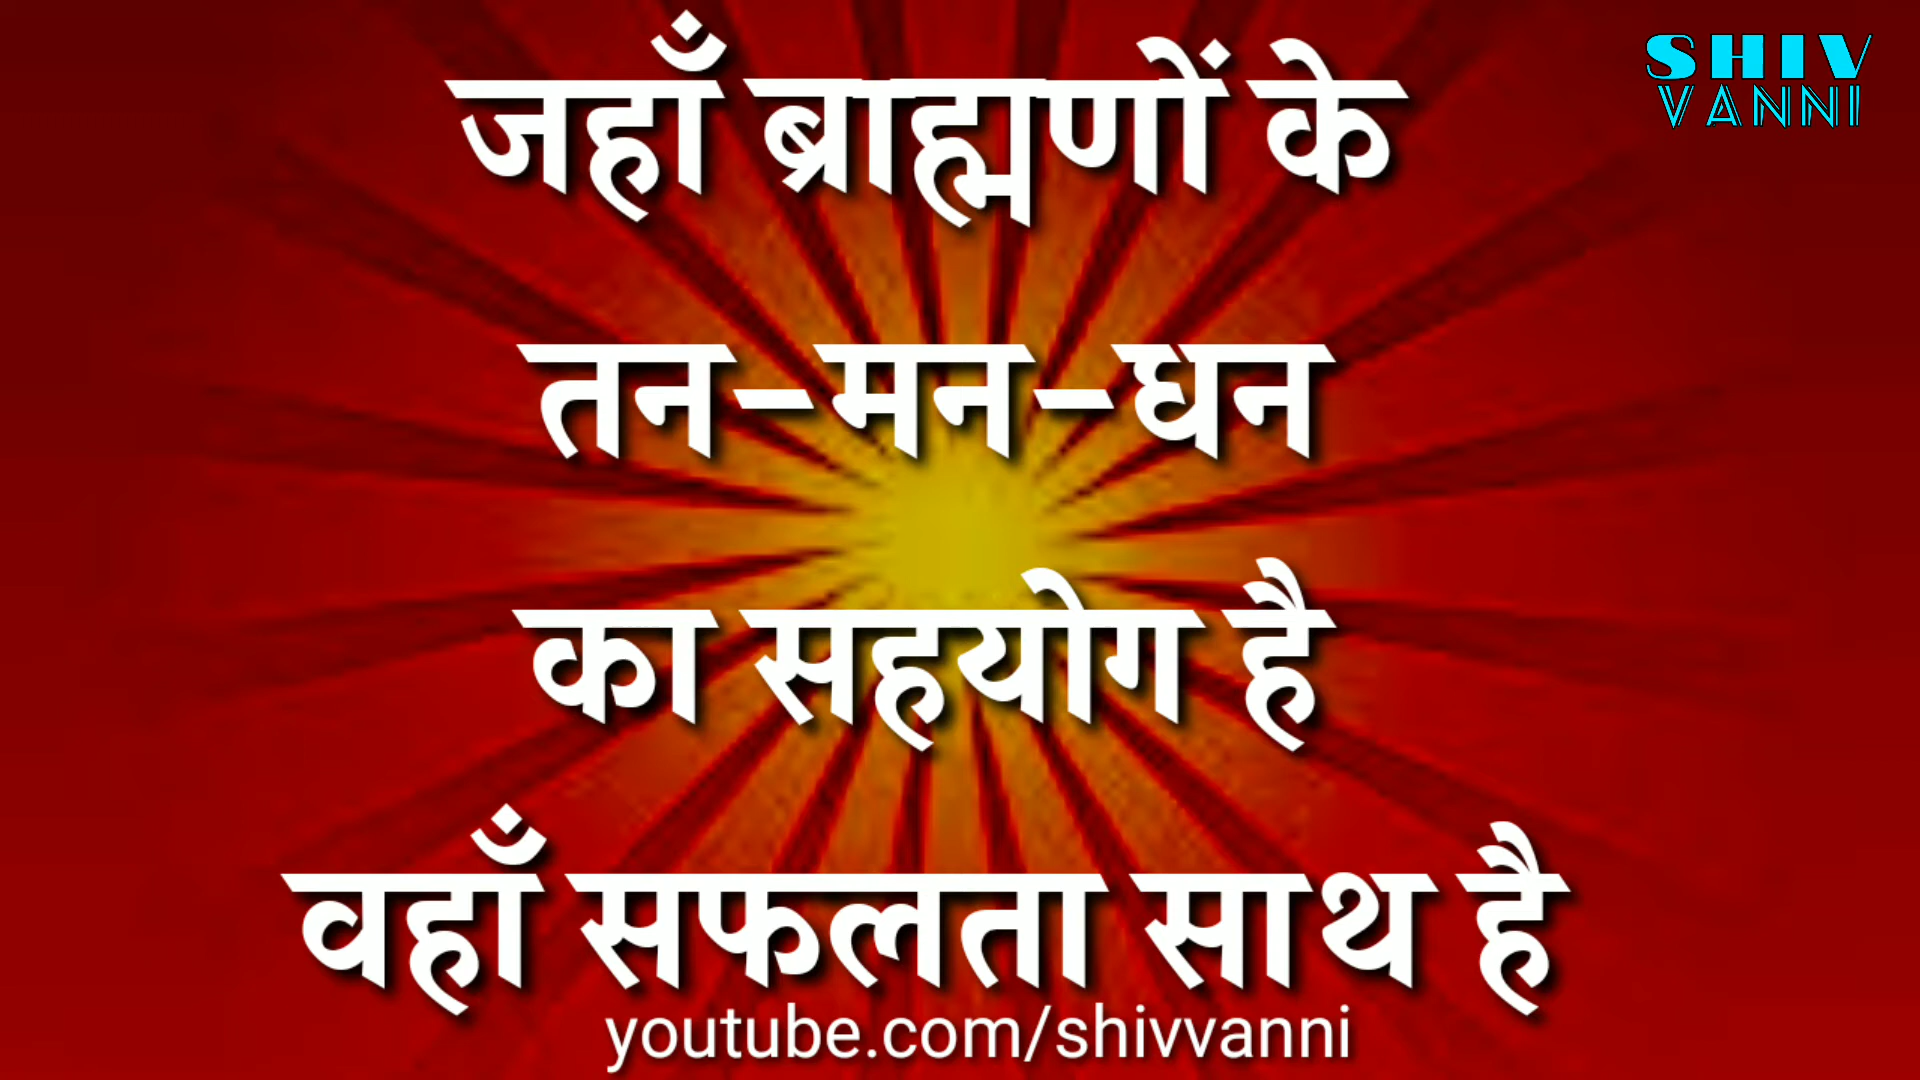 SHIV
VANNI
जहाँ ब्राह्मणों के
तन-मन-धन
का सहयोग है
वहाँ सफलता साथ है
youtube.com/shivvanni